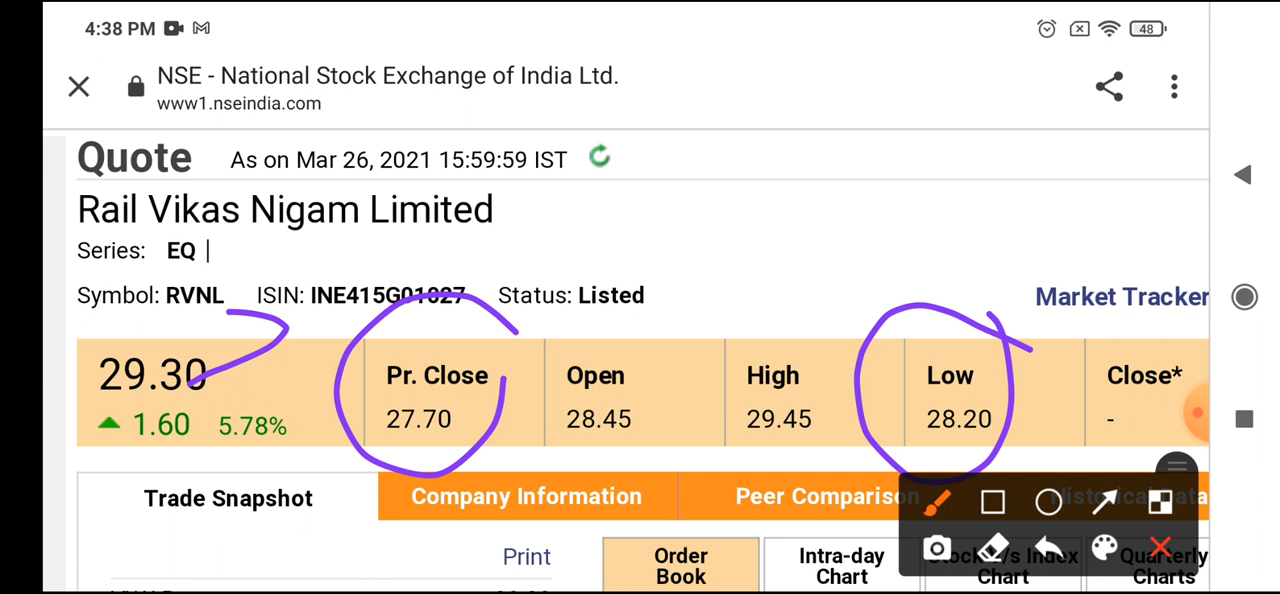 4:38 PM
48
NSE - National Stock Exchange of India Ltd.
www1.nseindia.com
Quote As on Mar 26, 2021 15:59:59 IST
Rail Vikas Nigam Limited
Series: EQ |
Symbol: RVNL ISIN: INE415G01027 Status: Listed
Market Tracker
29.30 Pr. Close Open High Low Close*
1.60 5.78% 27.70 28.45 29.45 28.20 -
Trade Snapshot Company Information Peer Comparison Historical Data
Print Order Book Intra-day Chart Chart Quarterly Charts